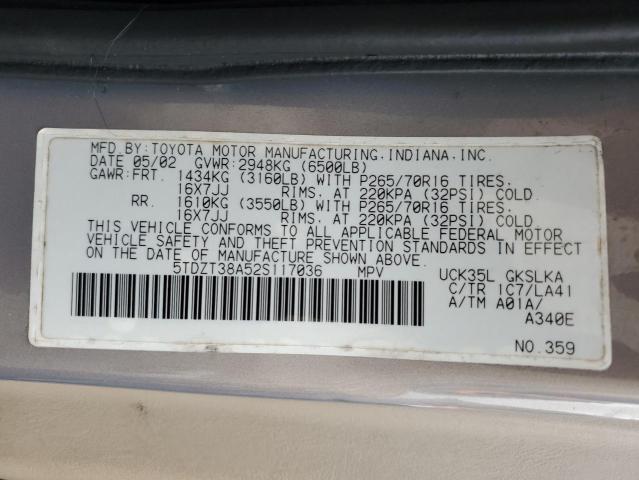 MFD.BY:TOYOTA MOTOR MANUFACTURING.INDIANA.INC.
DATE 05/02 GVWR:2948KG (6500LB)
GAWR:FRT. 1434KG (3160LB) WITH P265/70R16 TIRES.
16X7JJ RIMS. AT 220KPA (32PSI) COLD
RR. 1610KG (3550LB) WITH P265/70R16 TIRES.
16X7JJ RIMS. AT 220KPA (32PSI) COLD
THIS VEHICLE CONFORMS TO ALL APPLICABLE FEDERAL MOTOR
VEHICLE SAFETY AND THEFT PREVENTION STANDARDS IN EFFECT
ON THE DATE OF MANUFACTURE SHOWN ABOVE.
5TDZT38A52S117036 MPV UCK35L GKSLKA
C/TR 1C7/LA41
A/TM A01A/
A340E
NO.359